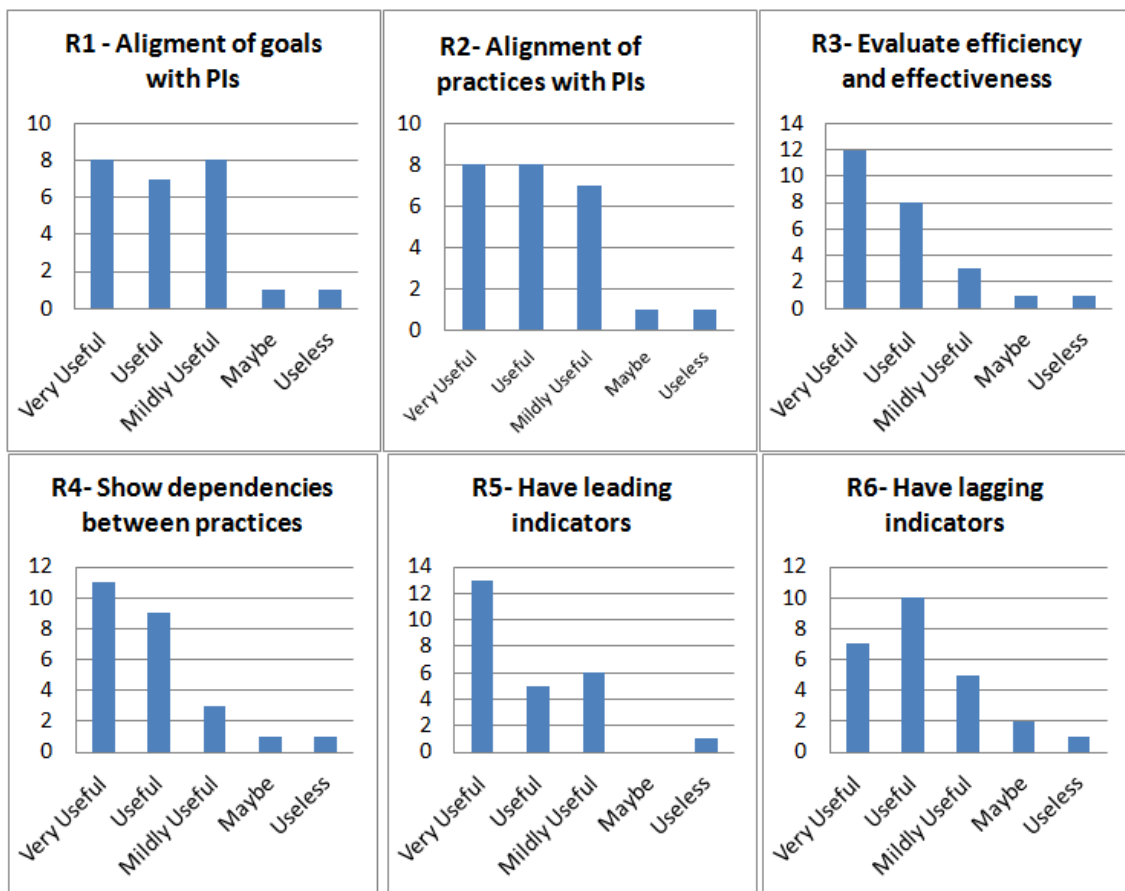 R1 - Aligment of goals
with PIs
10
8
6
4
2
0
Very Useful
Useful
Mildly Useful
Maybe
Useless
R2- Alignment of
practices with PIs
10
8
6
4
2
0
Very Useful
Useful
Mildly Useful
Maybe
Useless
R3- Evaluate efficiency
and effectiveness
14
12
10
8
6
4
2
0
Very Useful
Useful
Mildly Useful
Maybe
Useless
R4- Show dependencies
between practices
12
10
8
6
4
2
0
Very Useful
Useful
Mildly Useful
Maybe
Useless
R5- Have leading
indicators
14
12
10
8
6
4
2
0
Very Useful
Useful
Mildly Useful
Maybe
Useless
R6- Have lagging
indicators
12
10
8
6
4
2
0
Very Useful
Useful
Mildly Useful
Maybe
Useless